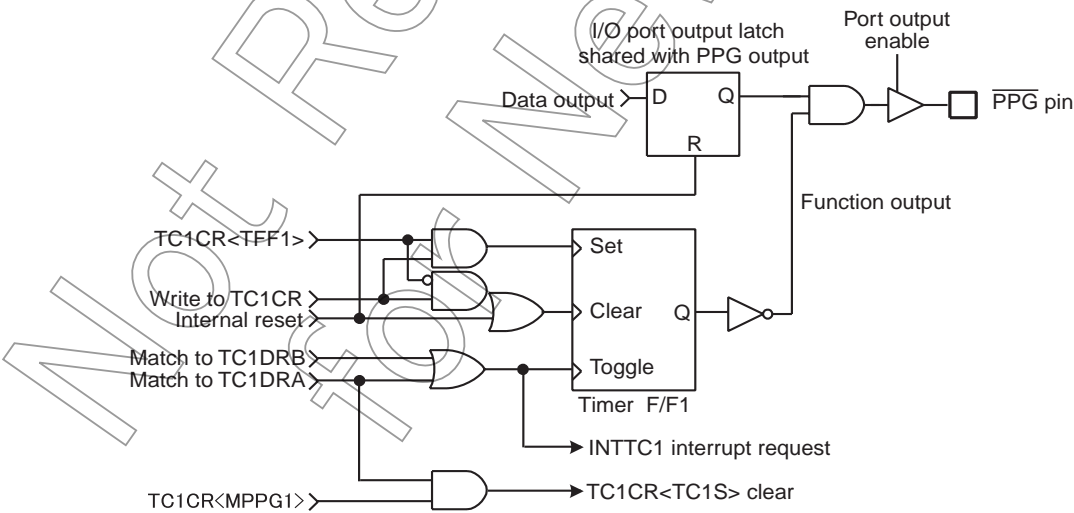 Port output
enable
I/O port output latch
shared with PPG output
Data output
D
Q
R
PPG pin
Function output
TC1CR<TFF1>
Set
Write to TC1CR
Internal reset
Clear
Q
Match to TC1DRB
Match to TC1DRA
Toggle
Timer F/F1
INTTC1 interrupt request
TC1CR<MPPG1>
TC1CR<TC1S> clear